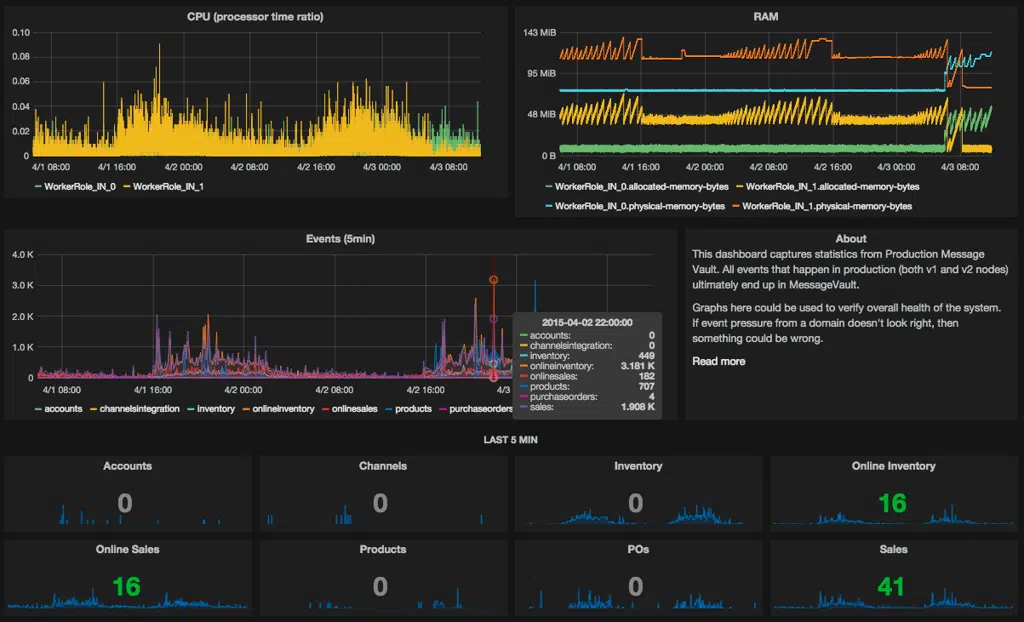 CPU (processor time ratio)
0.10
0.08
0.06
0.04
0.02
0
4/1 08:00 4/1 16:00 4/2 00:00 4/2 08:00 4/2 16:00 4/3 00:00 4/3 08:00
WorkerRole_IN_0 WorkerRole_IN_1
RAM
143 MiB
95 MiB
48 MiB
0 B
4/1 08:00 4/1 16:00 4/2 00:00 4/2 08:00 4/2 16:00 4/3 00:00 4/3 08:00
WorkerRole_IN_0.allocated-memory-bytes WorkerRole_IN_1.allocated-memory-bytes
WorkerRole_IN_0.physical-memory-bytes WorkerRole_IN_1.physical-memory-bytes
Events (5min)
4.0 K
3.0 K
2.0 K
1.0 K
0
4/1 08:00 4/1 16:00 4/2 00:00 4/2 08:00 4/2 16:00 4/3
accounts channelsintegration inventory onlineinventory onlinesales products purchaseorders
2015-04-02 22:00:00
accounts: 0
channelsintegration: 0
inventory: 449
onlineinventory: 3.181 K
onlinesales: 182
products: 707
purchaseorders: 4
sales: 1.908 K
About
This dashboard captures statistics from Production Message
Vault. All events that happen in production (both v1 and v2 nodes)
ultimately end up in MessageVault.
Graphs here could be used to verify overall health of the system.
If event pressure from a domain doesn't look right, then
something could be wrong.
Read more
LAST 5 MIN
Accounts
0
Channels
0
Inventory
0
Online Inventory
16
Online Sales
16
Products
0
POs
0
Sales
41